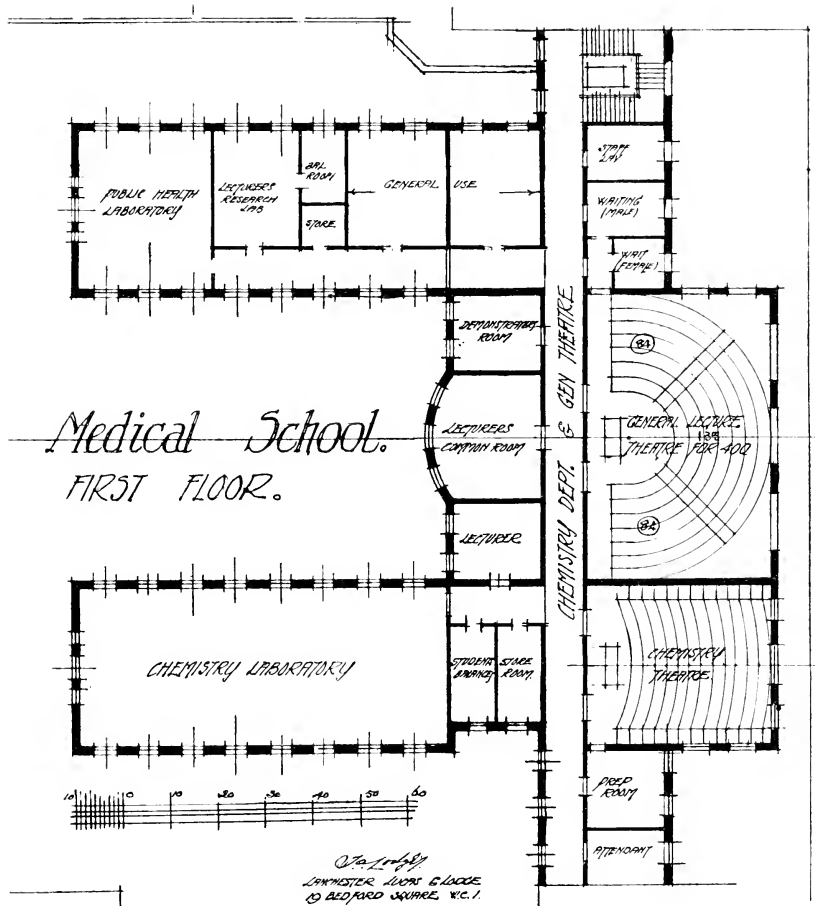 STAFF
LAV
PUBLIC HEALTH
LABORATORY
LECTURERS
RESEARCH
LAB
BAL
ROOM
STORE
GENERAL USE
WAITING
(MALE)
WAIT
(FEMALE)
DEMONSTRATORS
ROOM
84
Medical School.
FIRST FLOOR.
LECTURERS
COMMON ROOM
GENERAL LECTURE
THEATRE FOR 400
84
LECTURER
CHEMISTRY DEPT. & GEN THEATRE
CHEMISTRY LABORATORY
STUDENTS
BALANCE
STORE
ROOM
CHEMISTRY
THEATRE
10 0 10 20 30 40 50 60
PREP
ROOM
ATTENDANT
LANCHESTER LUCAS & LODGE
19 BEDFORD SQUARE W.C.1.